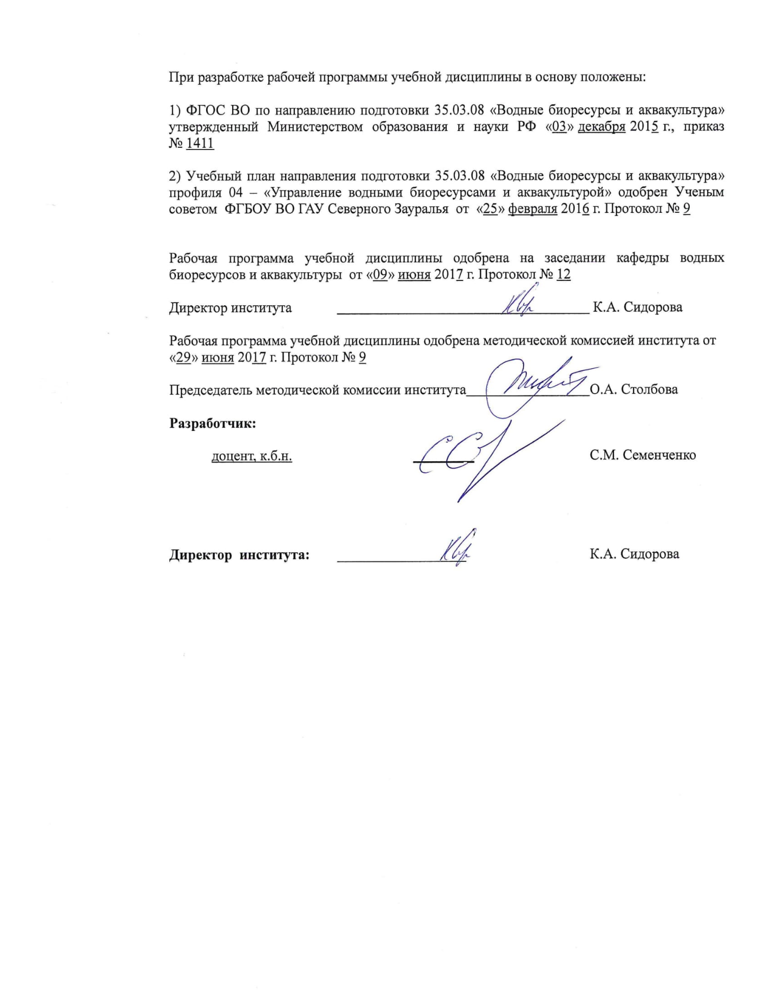 При разработке рабочей программы учебной дисциплины в основу положены:
1) ФГОС ВО по направлению подготовки 35.03.08 «Водные биоресурсы и аквакультура»
утвержденный Министерством образования и науки РФ «03» декабря 2015 г., приказ
№ 1411
2) Учебный план направления подготовки 35.03.08 «Водные биоресурсы и аквакультура»
профиля 04 – «Управление водными биоресурсами и аквакультурой» одобрен Ученым
советом ФГБОУ ВО ГАУ Северного Зауралья от «25» февраля 2016 г. Протокол № 9
Рабочая программа учебной дисциплины одобрена на заседании кафедры водных
биоресурсов и аквакультуры от «09» июня 2017 г. Протокол № 12
Директор института К.А. Сидорова
Рабочая программа учебной дисциплины одобрена методической комиссией института от
«29» июня 2017 г. Протокол № 9
Председатель методической комиссии института О.А. Столбова
Разработчик:
доцент, к.б.н. С.М. Семенченко
Директор института: К.А. Сидорова